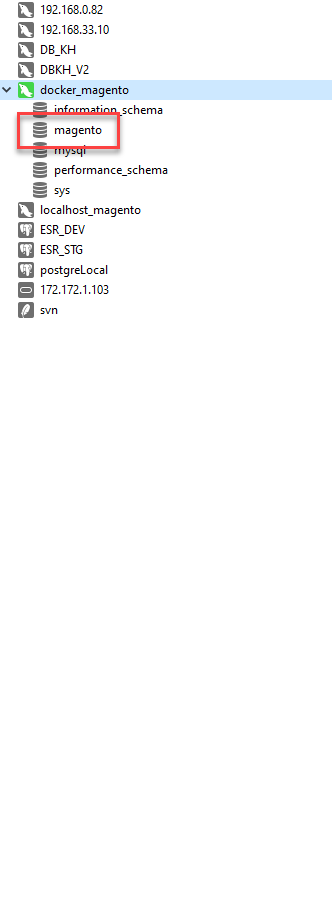 192.168.0.82
192.168.33.10
DB_KH
DBKH_V2
docker_magento
information_schema
magento
mysql
performance_schema
sys
localhost_magento
ESR_DEV
ESR_STG
postgreLocal
172.172.1.103
svn